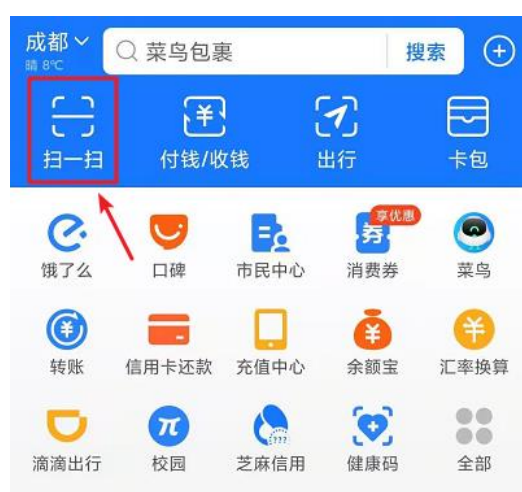 成都
晴 8℃
菜鸟包裹
搜索
扫一扫
付钱/收钱
出行
卡包
享优惠
券
饿了么
口碑
市民中心
消费券
菜鸟
转账
信用卡还款
充值中心
余额宝
汇率换算
???
滴滴出行
校园
芝麻信用
健康码
全部